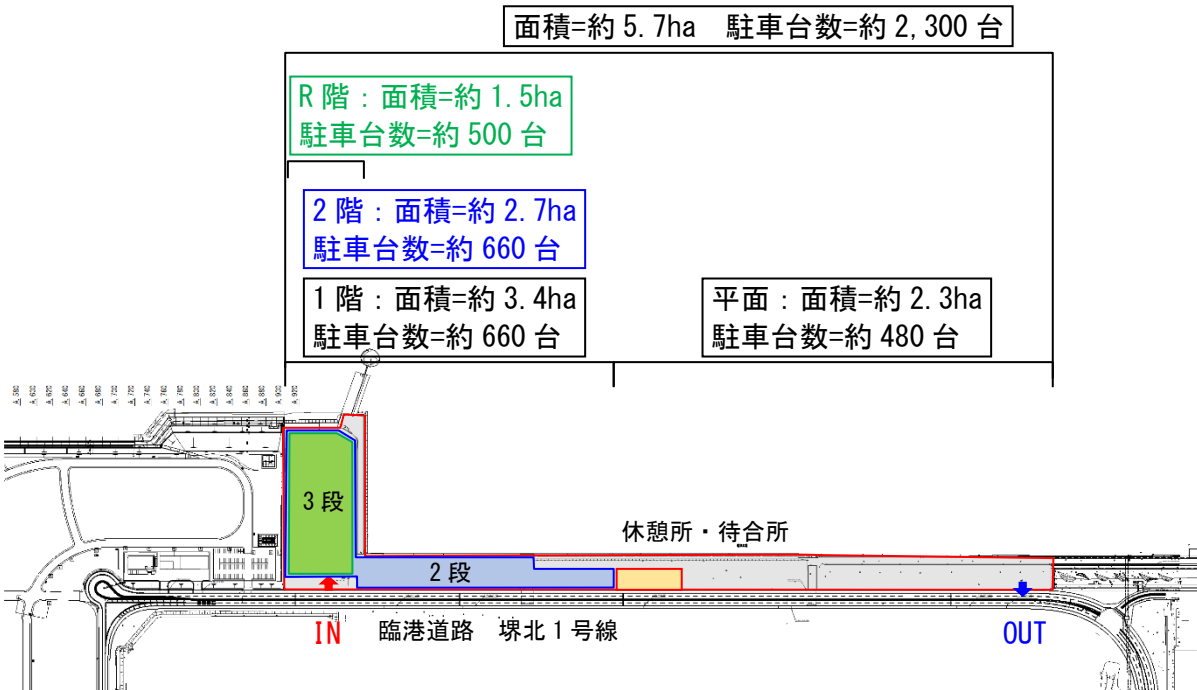 面積=約 5.7ha　駐車台数=約 2,300 台
R 階：面積=約 1.5ha
駐車台数=約 500 台
2 階：面積=約 2.7ha
駐車台数=約 660 台
1 階：面積=約 3.4ha
駐車台数=約 660 台
平面：面積=約 2.3ha
駐車台数=約 480 台
3 段
休憩所・待合所
2 段
IN
臨港道路　堺北 1 号線
OUT